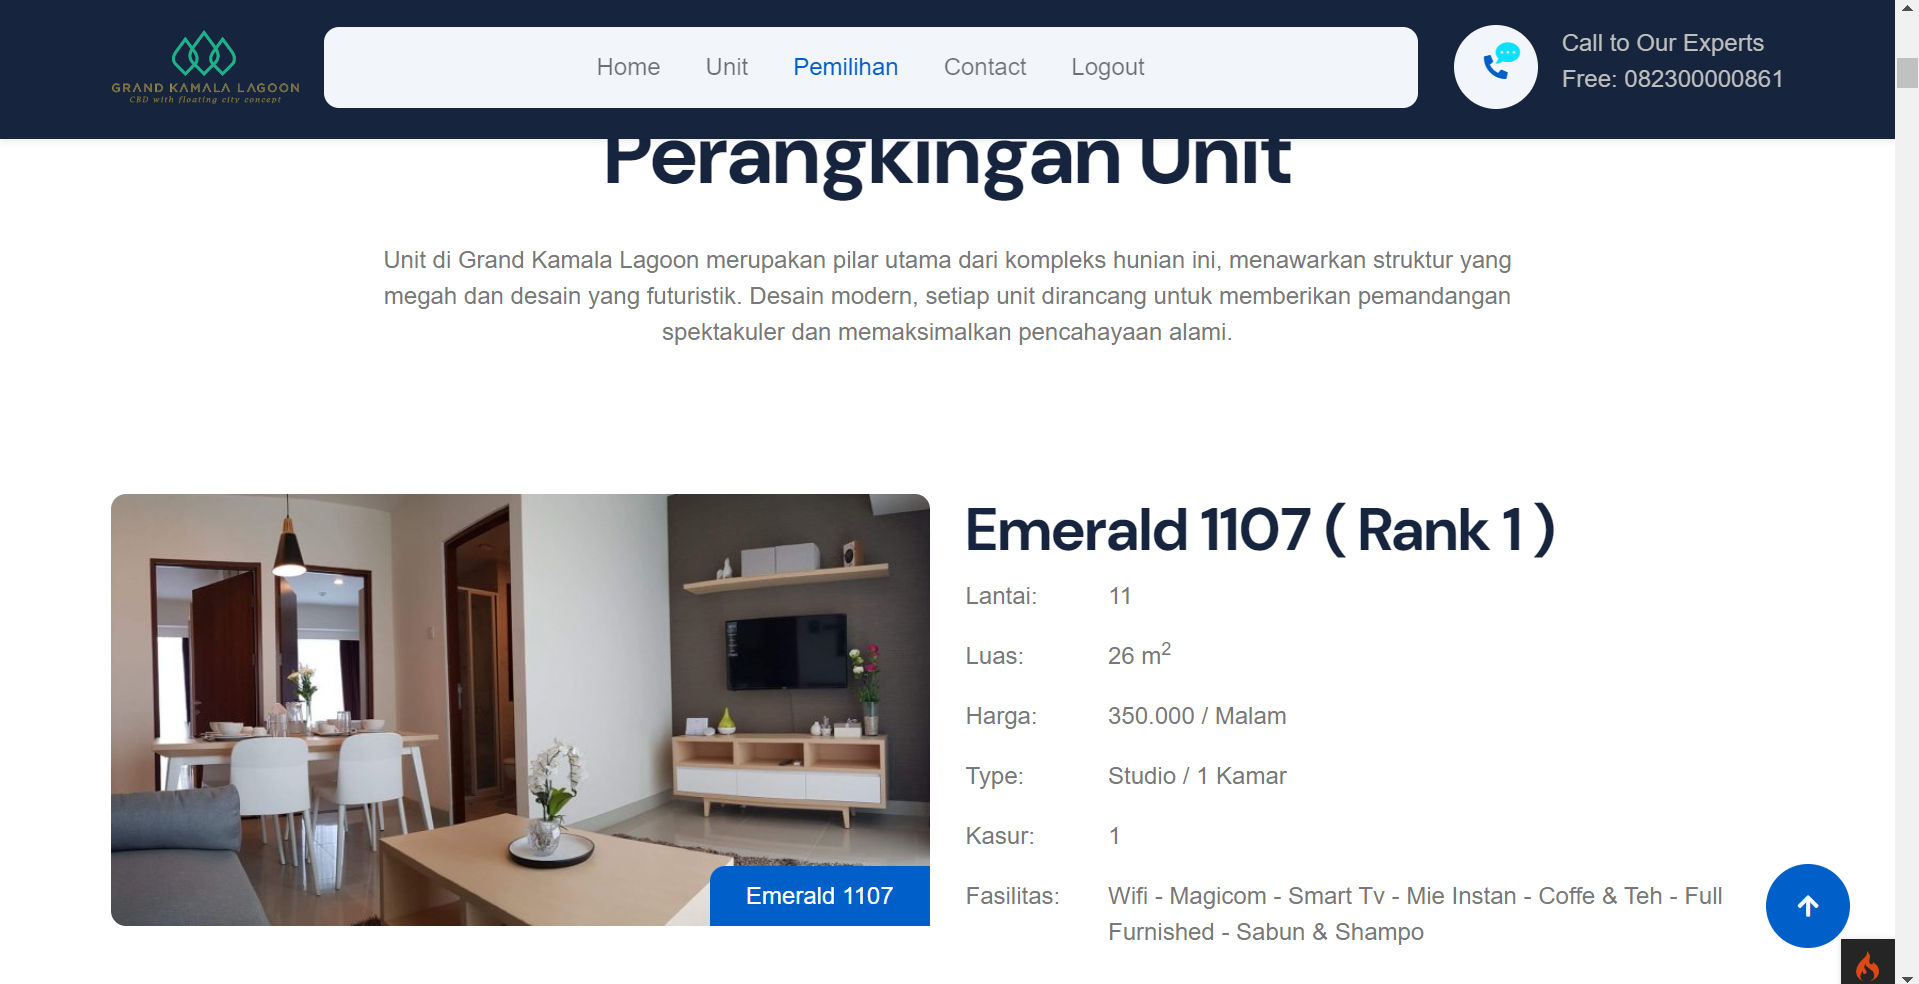 GRAND KAMALA LAGOON
CBD with floating city concept
Home Unit Pemilihan Contact Logout
Call to Our Experts
Free: 082300000861
Perangkingan Unit
Unit di Grand Kamala Lagoon merupakan pilar utama dari kompleks hunian ini, menawarkan struktur yang
megah dan desain yang futuristik. Desain modern, setiap unit dirancang untuk memberikan pemandangan
spektakuler dan memaksimalkan pencahayaan alami.
Emerald 1107
Emerald 1107 ( Rank 1 )
Lantai: 11
Luas: 26 m²
Harga: 350.000 / Malam
Type: Studio / 1 Kamar
Kasur: 1
Fasilitas: Wifi - Magicom - Smart Tv - Mie Instan - Coffe & Teh - Full
Furnished - Sabun & Shampo